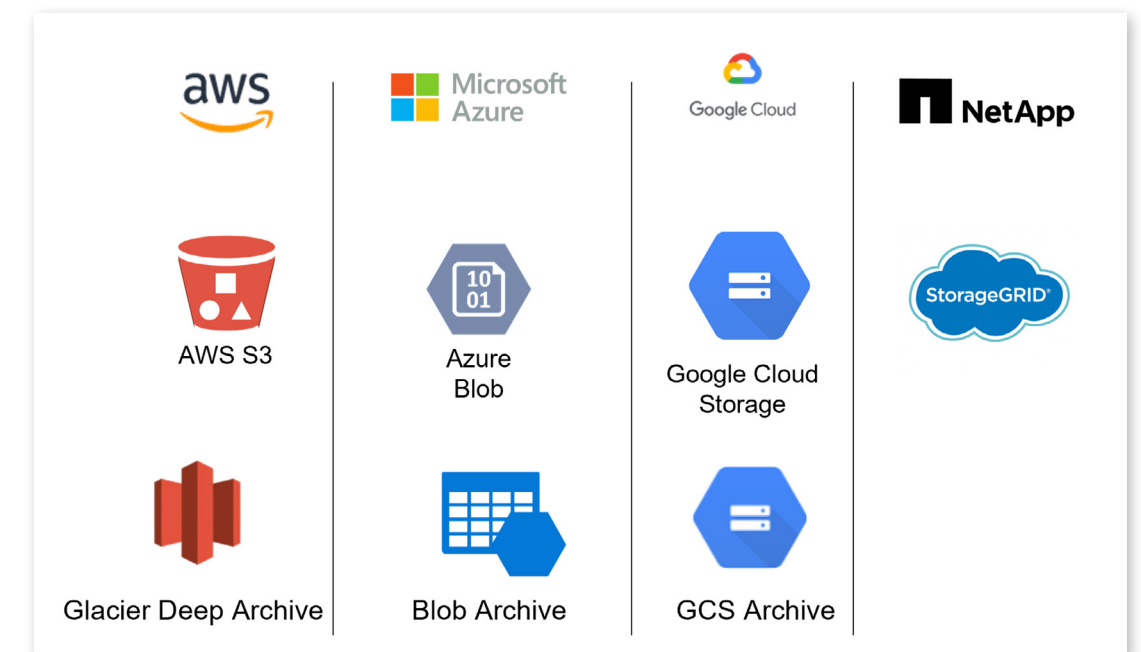 aws
Microsoft
Azure
Google Cloud
NetApp
10
01
StorageGRID®
AWS S3
Azure
Blob
Google Cloud
Storage
Glacier Deep Archive
Blob Archive
GCS Archive